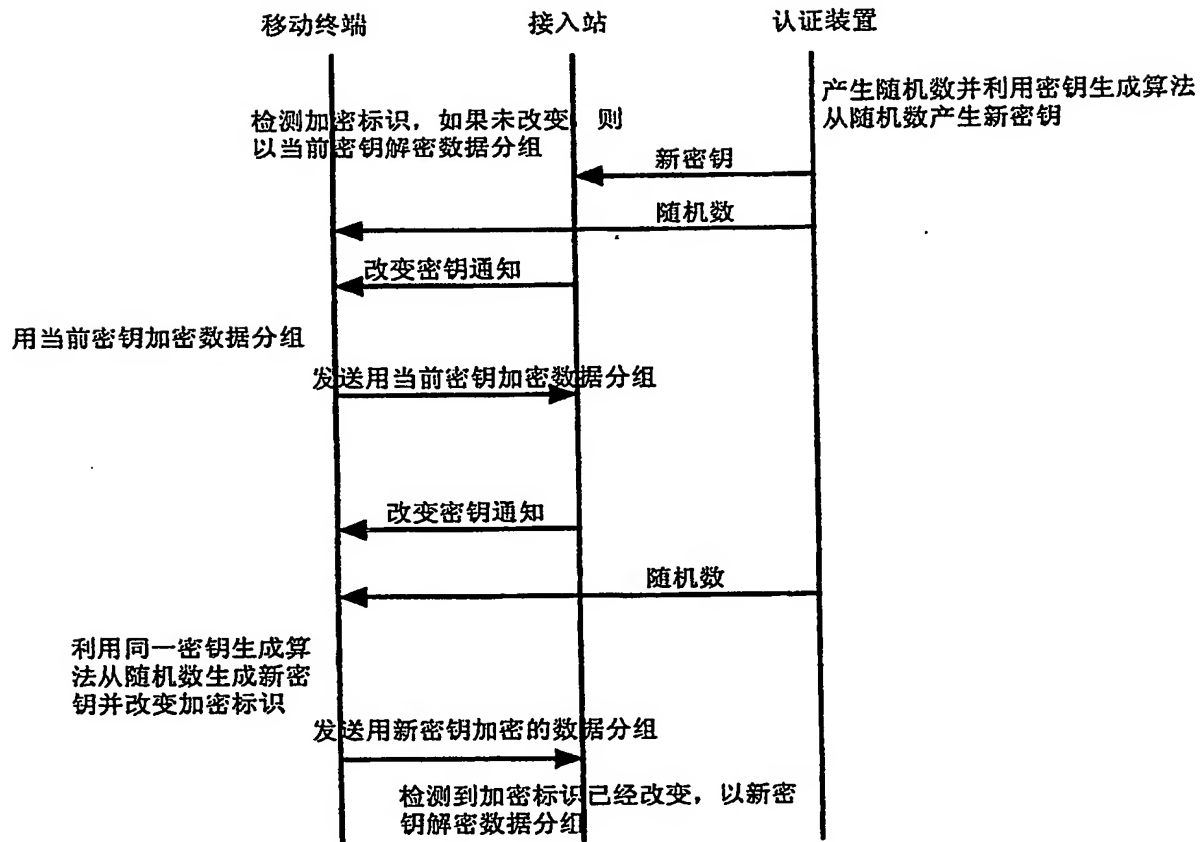 移动终端
接入站
认证装置
产生随机数并利用密钥生成算法
从随机数产生新密钥
检测加密标识，如果未改变 则
以当前密钥解密数据分组
新密钥
随机数
改变密钥通知
用当前密钥加密数据分组
发送用当前密钥加密数据分组
改变密钥通知
随机数
利用同一密钥生成算
法从随机数生成新密
钥并改变加密标识
发送用新密钥加密的数据分组
检测到加密标识已经改变，以新密
钥解密数据分组